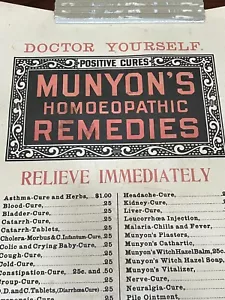 DOCTOR YOURSELF.
POSITIVE CURES
MUNYON'S
HOMOEOPATHIC
REMEDIES
RELIEVE IMMEDIATELY
Asthma-Cure and Herbs, $1.00
Blood-Cure, .25
Bladder-Cure, .25
Catarrh-Cure, .25
Catarrh-Tablets, .25
Cholera-Morbus & C. Infantum-Cure, .25
Colic and Crying Baby-Cure, .25
Cough-Cure, .25
Cold-Cure, .25
Constipation-Cure, 25c. and .50
Croup-Cure, .25
D.D. and C. Tablets, (Diarrhœa Cure) .25
Headache-Cure,
Kidney-Cure,
Liver-Cure,
Leucorrhœa Injection,
Malaria-Chills and Fever,
Munyon's Plasters,
Munyon's Cathartic,
Munyon's Witch Hazel Balm, 25c.
Munyon's Witch Hazel Soap,
Munyon's Vitalizer,
Nerve-Cure,
Neuralgia-Cure,
Pile Ointment,